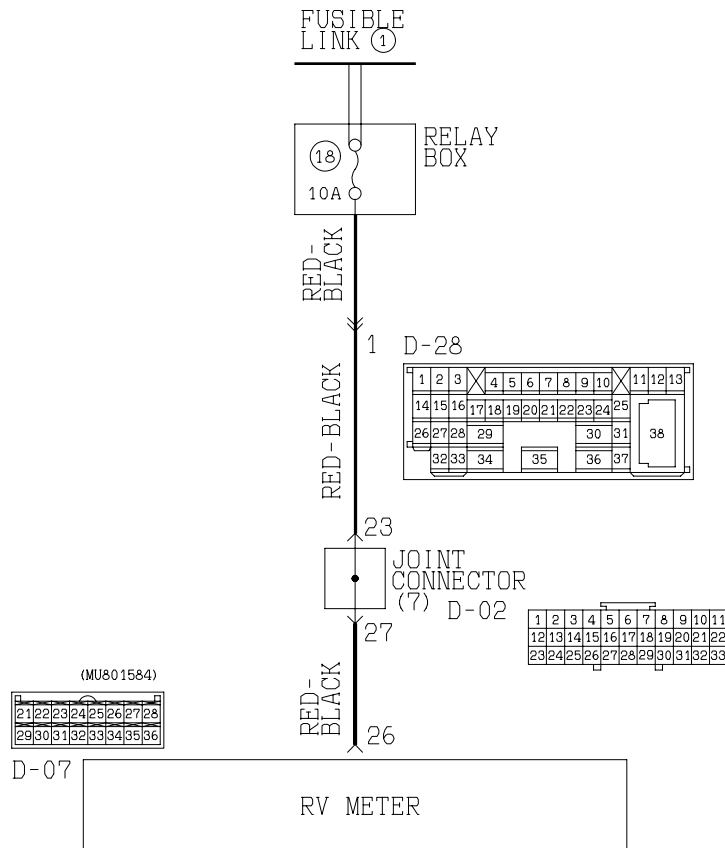 FUSIBLE
LINK 1
RELAY
BOX
18
10A
RED-
BLACK
1 D-28
1 2 3 4 5 6 7 8 9 10 11 12 13
14 15 16 17 18 19 20 21 22 23 24 25
26 27 28 29 30 31 38
32 33 34 35 36 37
RED-BLACK
23
JOINT
CONNECTOR
(7) D-02
1 2 3 4 5 6 7 8 9 10 11
12 13 14 15 16 17 18 19 20 21 22
23 24 25 26 27 28 29 30 31 32 33
27
RED-
BLACK
26
(MU801584)
21 22 23 24 25 26 27 28
29 30 31 32 33 34 35 36
D-07
RV METER